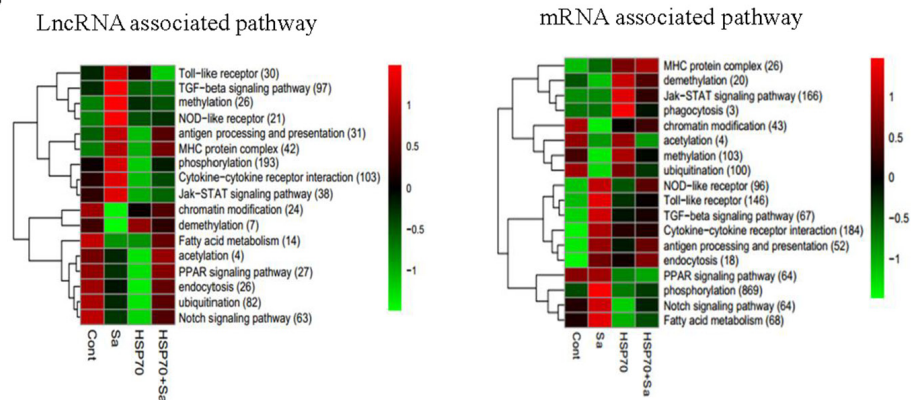 LncRNA associated pathway
Toll-like receptor (30)
TGF-beta signaling pathway (97)
methylation (26)
NOD-like receptor (21)
antigen processing and presentation (31)
MHC protein complex (42)
phosphorylation (193)
Cytokine-cytokine receptor interaction (103)
Jak-STAT signaling pathway (38)
chromatin modification (24)
demethylation (7)
Fatty acid metabolism (14)
acetylation (4)
PPAR signaling pathway (27)
endocytosis (26)
ubiquitination (82)
Notch signaling pathway (63)
Cont
Sa
HSP70
HSP70+Sa
1
0.5
0
-0.5
-1
mRNA associated pathway
MHC protein complex (26)
demethylation (20)
Jak-STAT signaling pathway (166)
phagocytosis (3)
chromatin modification (43)
acetylation (4)
methylation (103)
ubiquitination (100)
NOD-like receptor (96)
Toll-like receptor (146)
TGF-beta signaling pathway (67)
Cytokine-cytokine receptor interaction (184)
antigen processing and presentation (52)
endocytosis (18)
PPAR signaling pathway (64)
phosphorylation (869)
Notch signaling pathway (64)
Fatty acid metabolism (68)
Cont
Sa
HSP70
HSP70+Sa
1
0.5
0
-0.5
-1